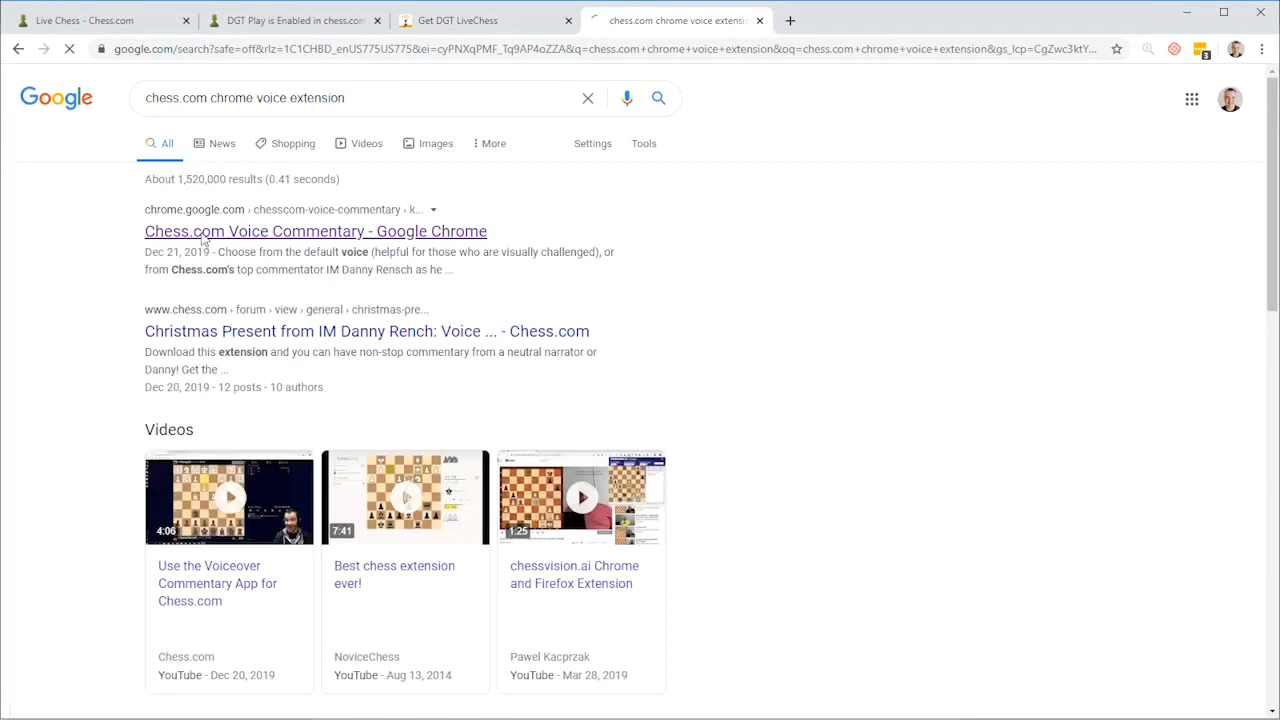 Live Chess - Chess.com
DGT Play is Enabled in chess.com
Get DGT LiveChess
chess.com chrome voice extensi
google.com/search?safe=off&rlz=1C1CHBD_enUS775US775&ei=cyPNXqPMF_Tq9AP4oZZA&q=chess.com+chrome+voice+extension&oq=chess.com+chrome+voice+extension&gs_lcp=CgZwc3ktY...
3
Google
chess.com chrome voice extension
All
News
Shopping
Videos
Images
More
Settings
Tools
About 1,520,000 results (0.41 seconds)
chrome.google.com › chesscom-voice-commentary › k...
Chess.com Voice Commentary - Google Chrome
Dec 21, 2019 - Choose from the default voice (helpful for those who are visually challenged), or
from Chess.com's top commentator IM Danny Rensch as he ...
www.chess.com › forum › view › general › christmas-pre...
Christmas Present from IM Danny Rench: Voice ... - Chess.com
Download this extension and you can have non-stop commentary from a neutral narrator or
Danny! Get the ...
Dec 20, 2019 - 12 posts - 10 authors
Videos
4:06
7:41
1:25
Use the Voiceover
Commentary App for
Chess.com
Chess.com
YouTube - Dec 20, 2019
Best chess extension
ever!
NoviceChess
YouTube - Aug 13, 2014
chessvision.ai Chrome
and Firefox Extension
Pawel Kacprzak
YouTube - Mar 28, 2019